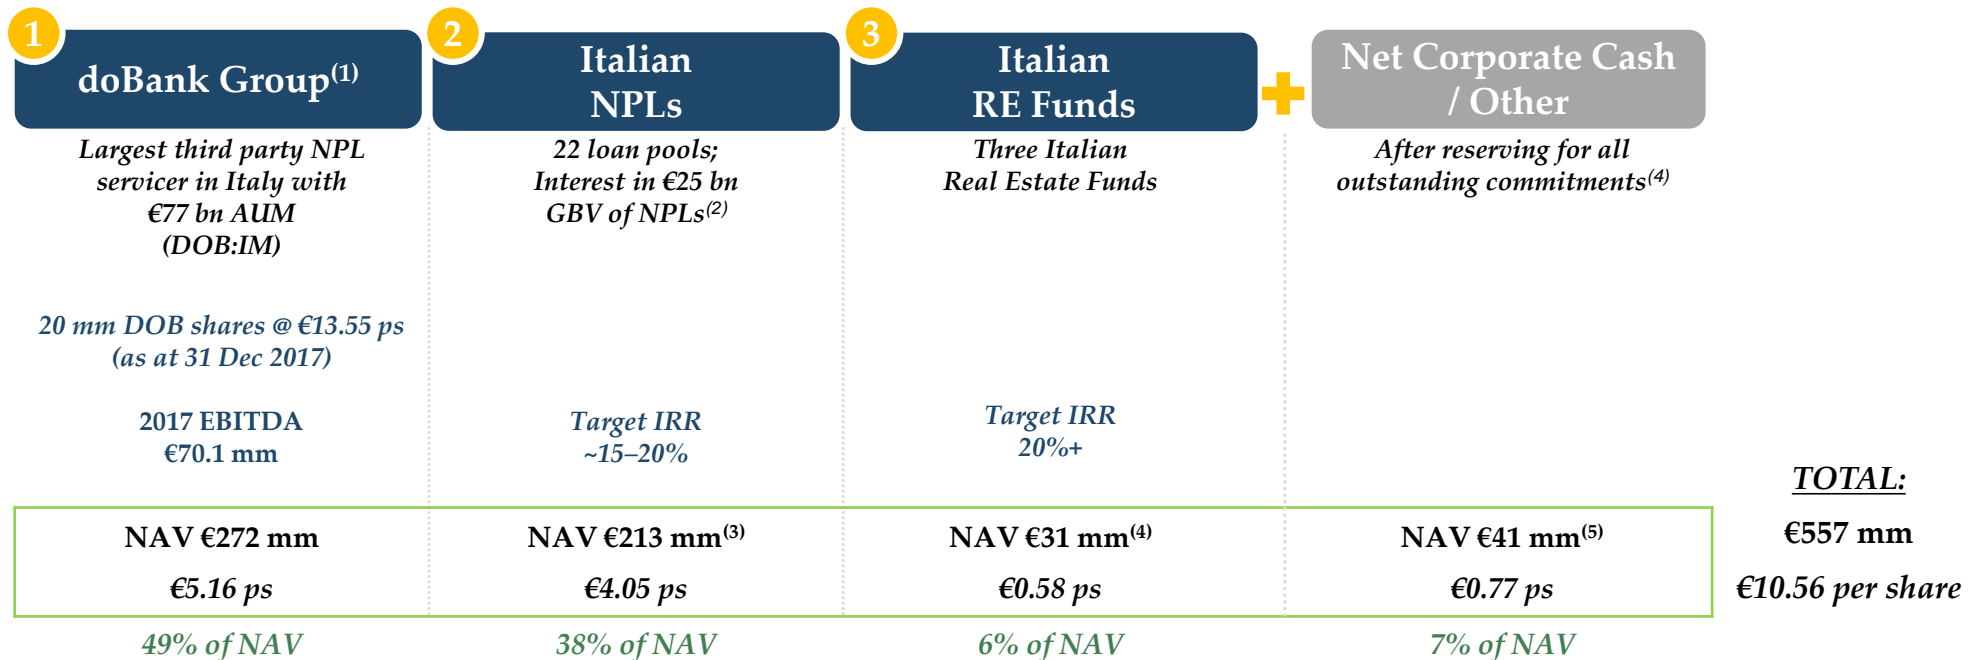 1
doBank Group(1)
Largest third party NPL
servicer in Italy with
€77 bn AUM
(DOB:IM)
20 mm DOB shares @ €13.55 ps
(as at 31 Dec 2017)
2017 EBITDA
€70.1 mm
NAV €272 mm
€5.16 ps
49% of NAV
2
Italian
NPLs
22 loan pools;
Interest in €25 bn
GBV of NPLs(2)
Target IRR
~15–20%
NAV €213 mm(3)
€4.05 ps
38% of NAV
3
Italian
RE Funds
Three Italian
Real Estate Funds
Target IRR
20%+
NAV €31 mm(4)
€0.58 ps
6% of NAV
Net Corporate Cash
/ Other
After reserving for all
outstanding commitments(4)
NAV €41 mm(5)
€0.77 ps
7% of NAV
TOTAL:
€557 mm
€10.56 per share